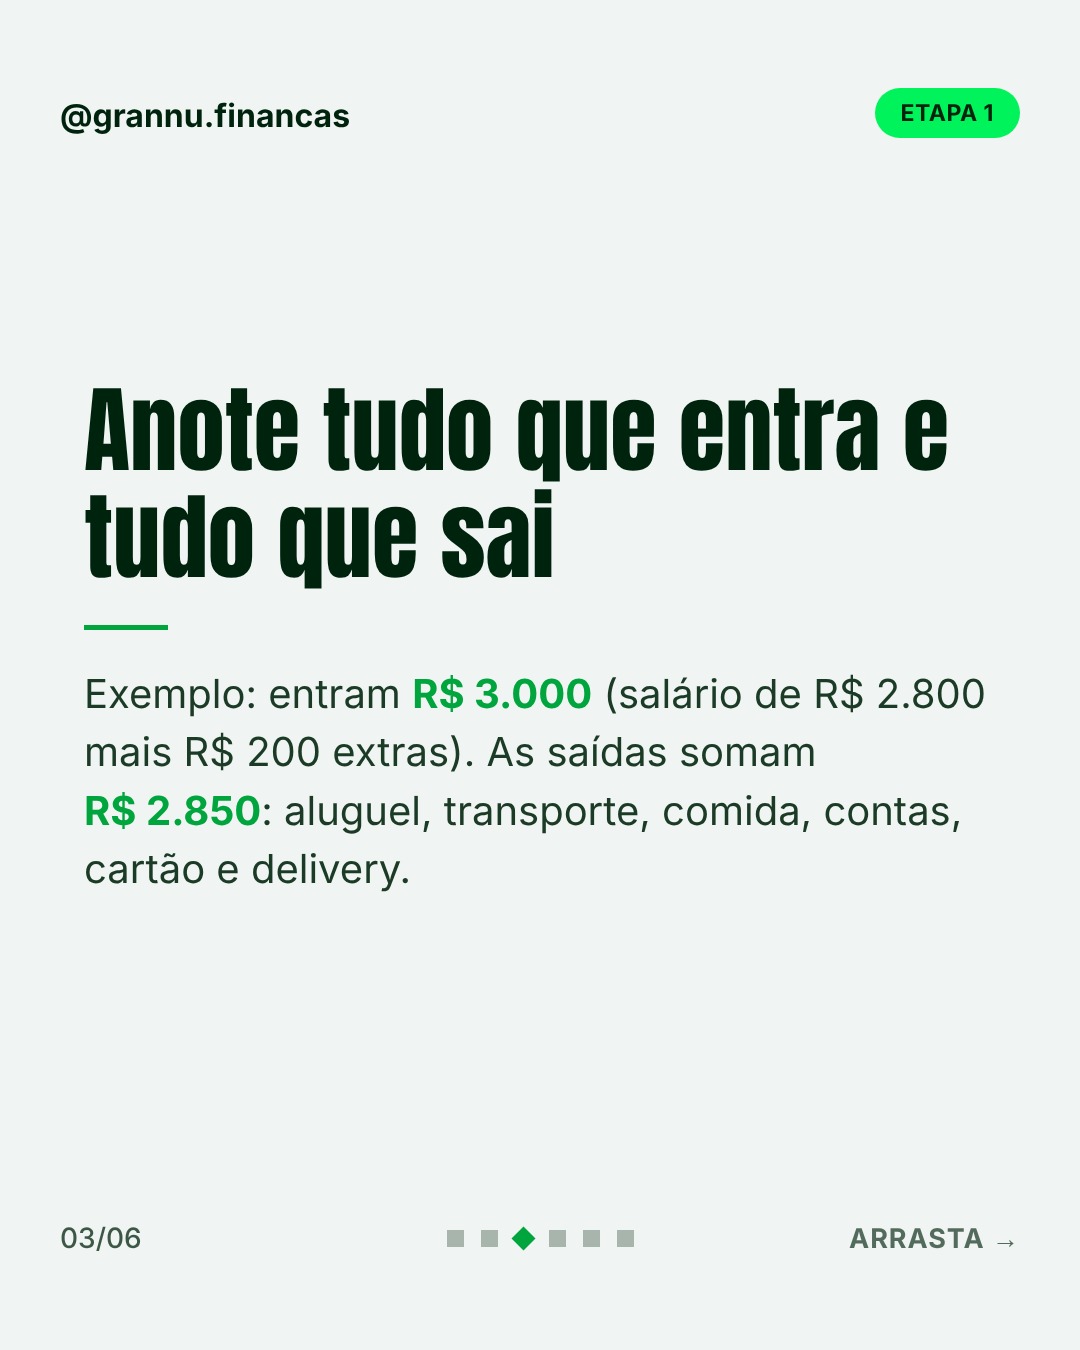 @grannu.financas
ETAPA 1
Anote tudo que entra e
tudo que sai
Exemplo: entram R$ 3.000 (salário de R$ 2.800
mais R$ 200 extras). As saídas somam
R$ 2.850: aluguel, transporte, comida, contas,
cartão e delivery.
03/06
ARRASTA →